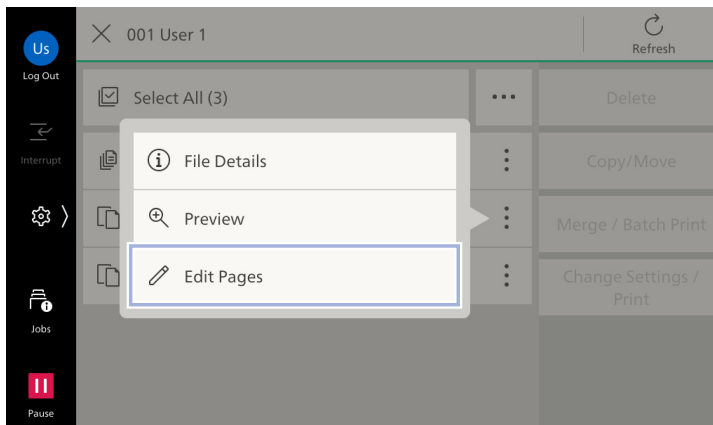 Us
Log Out
Interrupt
Jobs
Pause
001 User 1
Refresh
Select All (3)
Delete
Copy/Move
Merge / Batch Print
Change Settings /
Print
File Details
Preview
Edit Pages